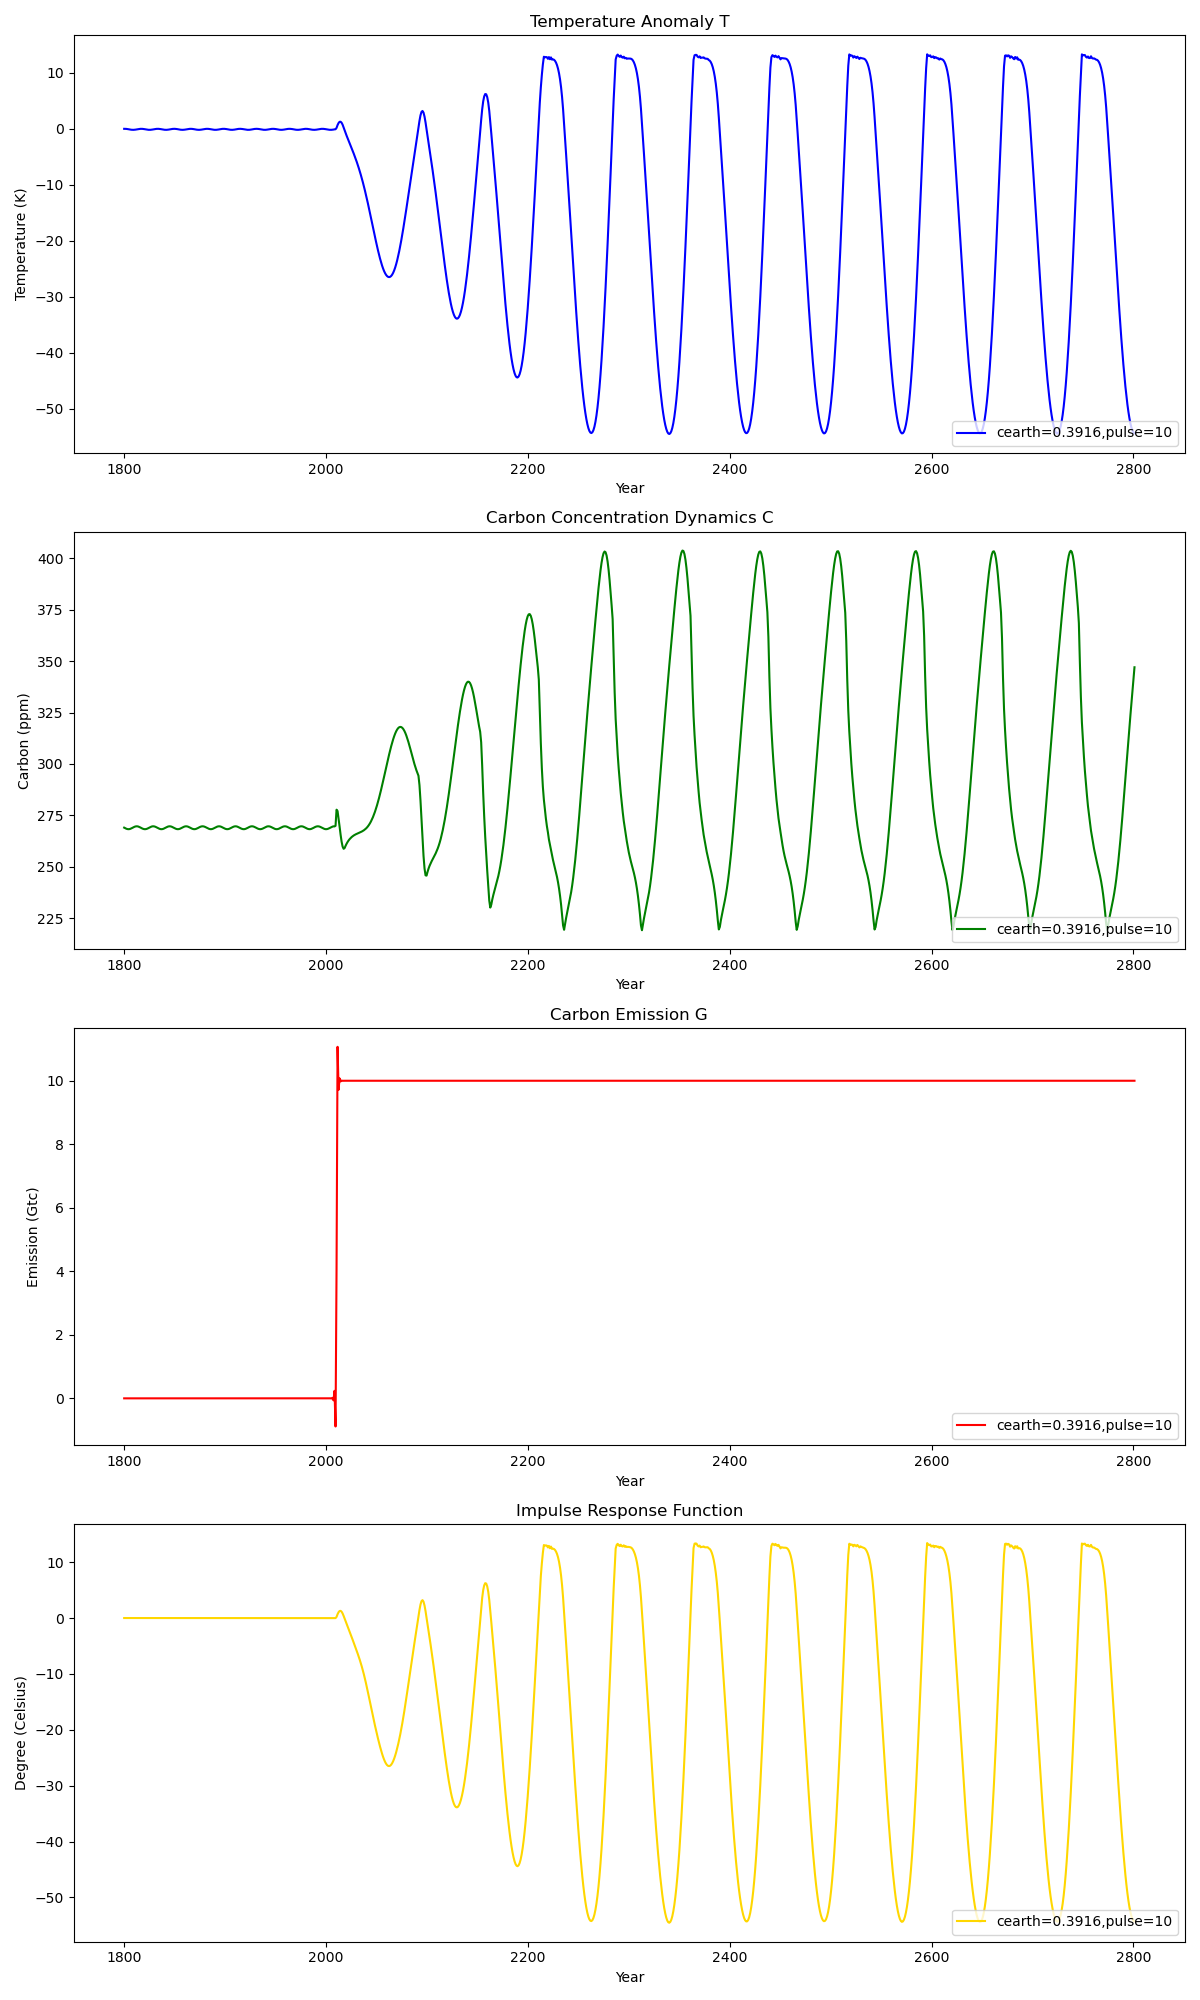 Temperature Anomaly T
Temperature (K)
10
0
−10
−20
−30
−40
−50
cearth=0.3916,pulse=10
1800 2000 2200 2400 2600 2800
Year
Carbon Concentration Dynamics C
Carbon (ppm)
400
375
350
325
300
275
250
225
cearth=0.3916,pulse=10
1800 2000 2200 2400 2600 2800
Year
Carbon Emission G
Emission (Gtc)
10
8
6
4
2
0
cearth=0.3916,pulse=10
1800 2000 2200 2400 2600 2800
Year
Impulse Response Function
Degree (Celsius)
10
0
−10
−20
−30
−40
−50
cearth=0.3916,pulse=10
1800 2000 2200 2400 2600 2800
Year